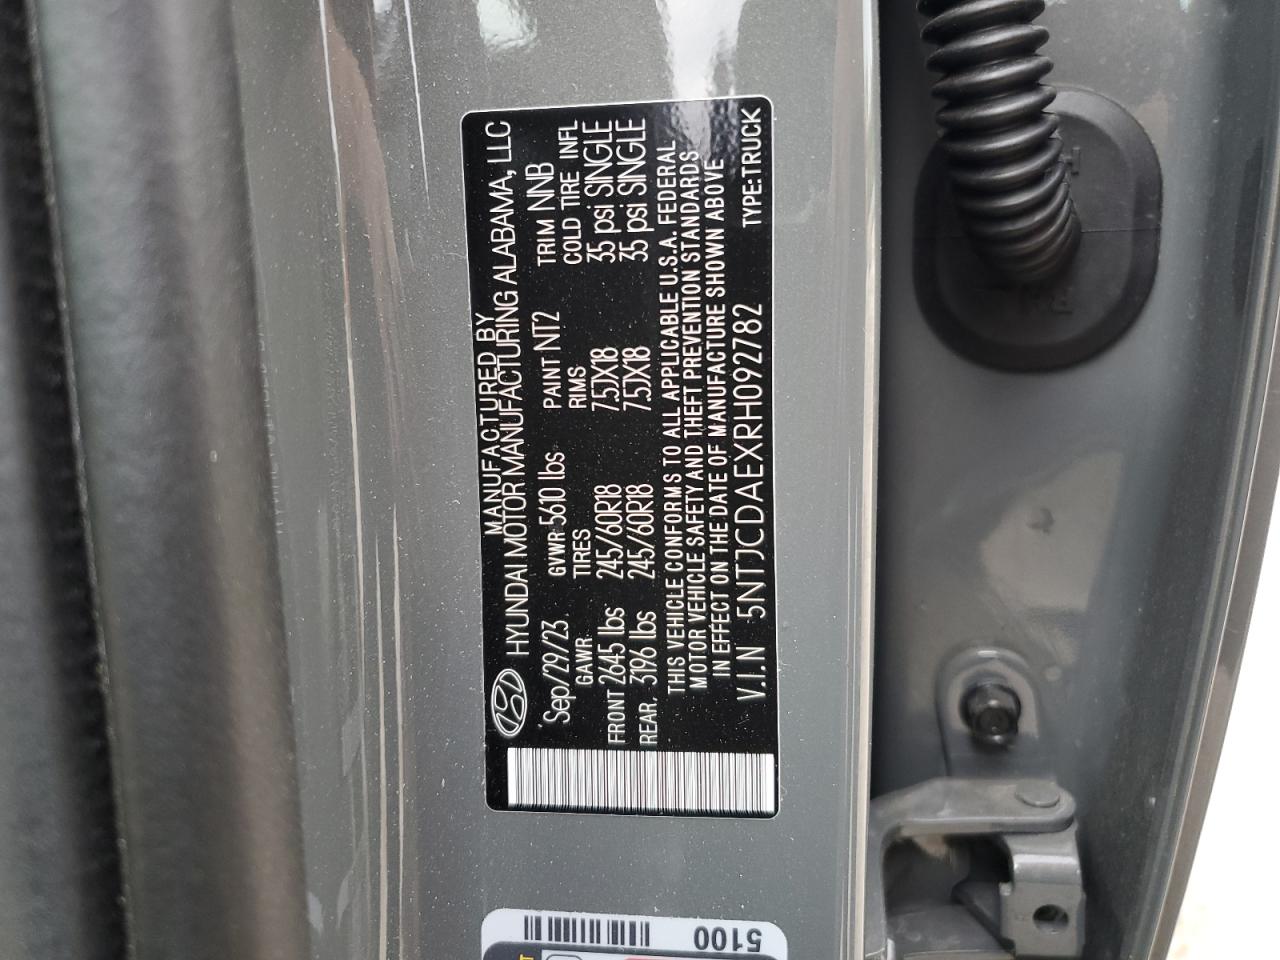 MANUFACTURED BY
HYUNDAI MOTOR MANUFACTURING ALABAMA, LLC
Sep/29/23 GVWR 5610 lbs PAINT NT2 TRIM NNB
GAWR TIRES RIMS COLD TIRE INFL
FRONT 2645 lbs 245/60R18 7.5JX18 35 psi SINGLE
REAR 3196 lbs 245/60R18 7.5JX18 35 psi SINGLE
THIS VEHICLE CONFORMS TO ALL APPLICABLE U.S.A. FEDERAL
MOTOR VEHICLE SAFETY AND THEFT PREVENTION STANDARDS
IN EFFECT ON THE DATE OF MANUFACTURE SHOWN ABOVE
V.I.N 5NTJCDAEXRH092782 TYPE:TRUCK
5100